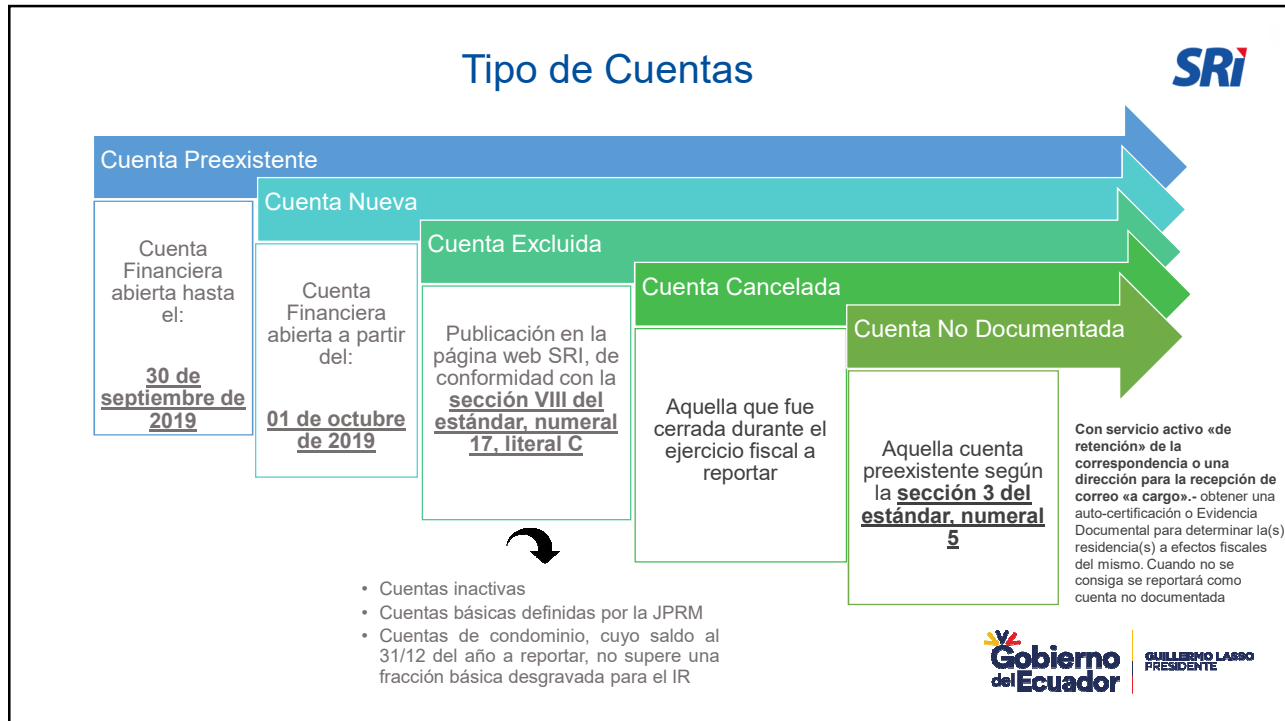 Tipo de Cuentas
SRi
Cuenta Preexistente
Cuenta
Financiera
abierta hasta
el:
30 de
septiembre de
2019
Cuenta Nueva
Cuenta
Financiera
abierta a partir
del:
01 de octubre
de 2019
Cuenta Excluida
Publicación en la
página web SRI, de
conformidad con la
sección VIII del
estándar, numeral
17, literal C
• Cuentas inactivas
• Cuentas básicas definidas por la JPRM
• Cuentas de condominio, cuyo saldo al
31/12 del año a reportar, no supere una
fracción básica desgravada para el IR
Cuenta Cancelada
Aquella que fue
cerrada durante el
ejercicio fiscal a
reportar
Cuenta No Documentada
Aquella cuenta
preexistente según
la sección 3 del
estándar, numeral
5
Con servicio activo «de
retención» de la
correspondencia o una
dirección para la recepción de
correo «a cargo».- obtener una
auto-certificación o Evidencia
Documental para determinar la(s)
residencia(s) a efectos fiscales
del mismo. Cuando no se
consiga se reportará como
cuenta no documentada
Gobierno
del Ecuador
GUILLERMO LASSO
PRESIDENTE